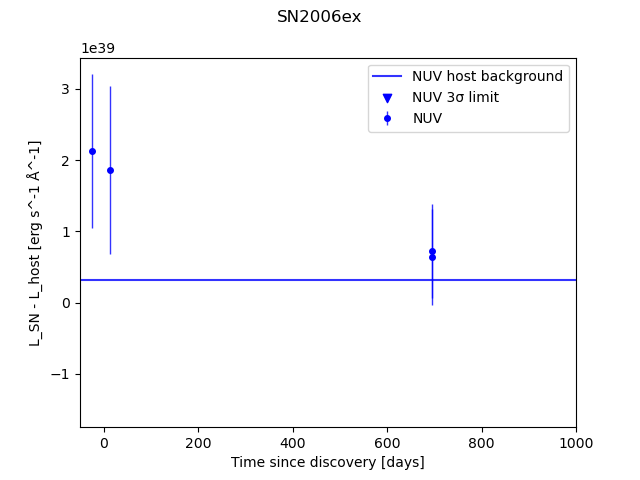 SN2006ex
1e39
NUV host background
NUV 3σ limit
NUV
3
2
1
0
−1
L_SN - L_host [erg s^-1 Å^-1]
0 200 400 600 800 1000
Time since discovery [days]